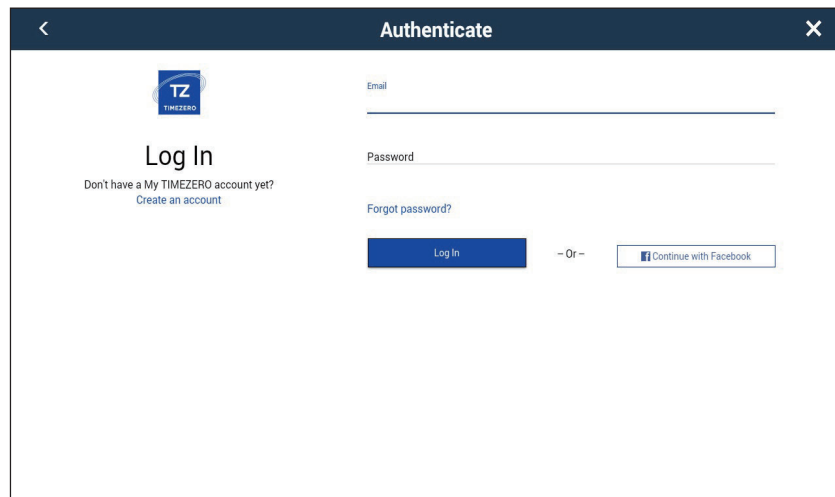 Authenticate
TZ
TIMEZERO
Log In
Don't have a My TIMEZERO account yet?
Create an account
Email
Password
Forgot password?
Log In
– Or –
Continue with Facebook